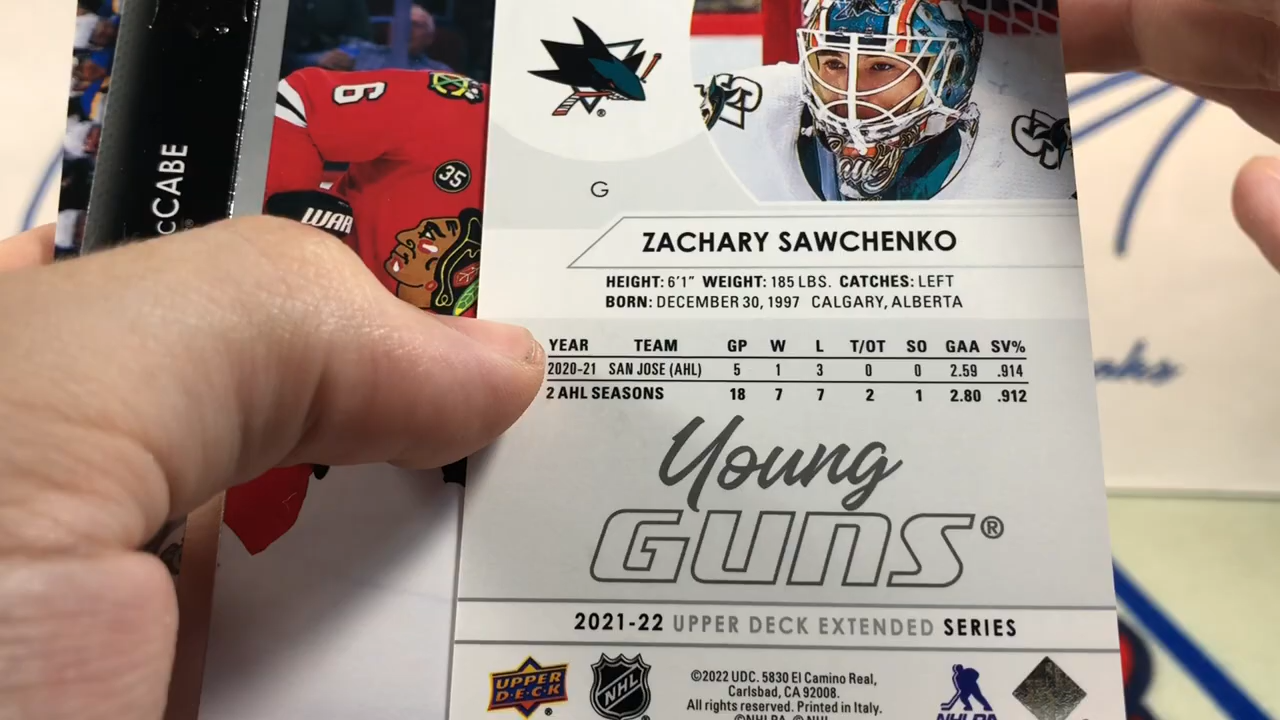 cCABE
6
35
WAR
G
ZACHARY SAWCHENKO
HEIGHT: 6'1" WEIGHT: 185 LBS. CATCHES: LEFT
BORN: DECEMBER 30, 1997 CALGARY, ALBERTA
YEAR TEAM GP W L T/OT SO GAA SV%
2020-21 SAN JOSE (AHL) 5 1 3 0 0 2.59 .914
2 AHL SEASONS 18 7 7 2 1 2.80 .912
Young
GUNS®
2021-22 UPPER DECK EXTENDED SERIES
UPPER
DECK
NHL
©2022 UDC. 5830 El Camino Real,
Carlsbad, CA 92008.
All rights reserved. Printed in Italy.
©NHLPA. ©NHL
NHLPA